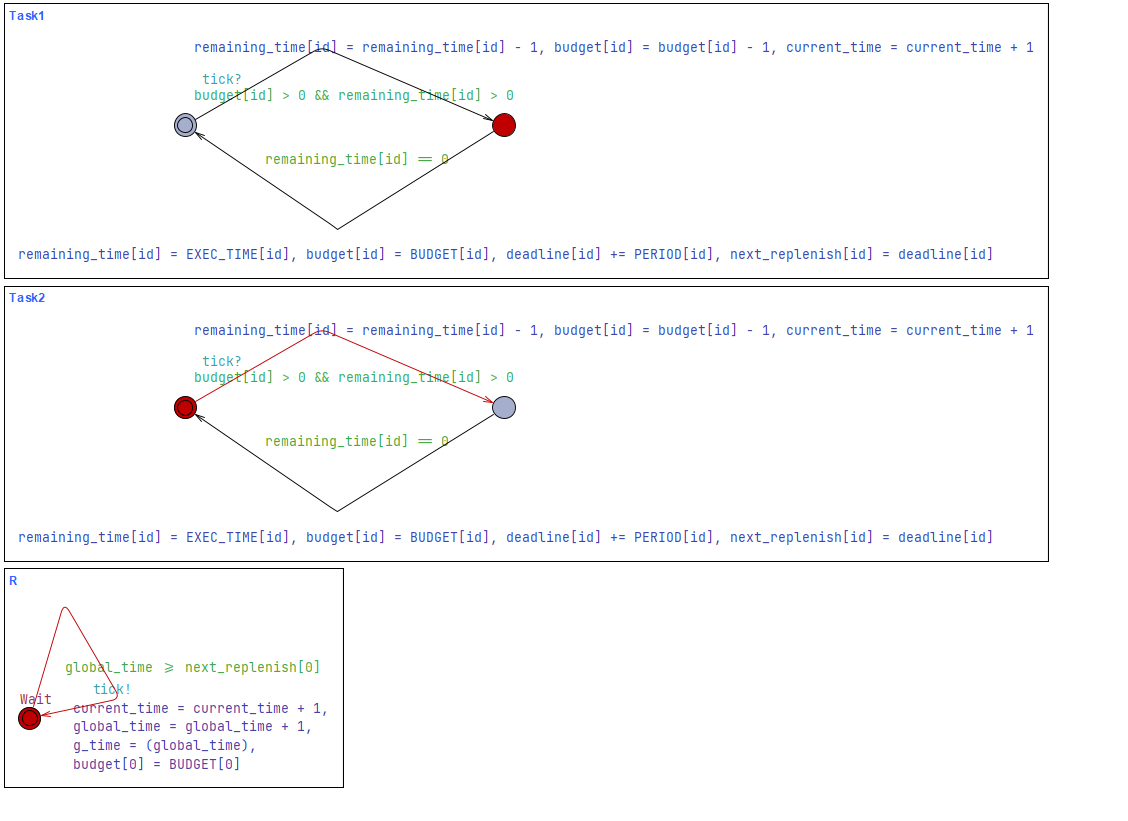 Task1
remaining_time[id] = remaining_time[id] - 1, budget[id] = budget[id] - 1, current_time = current_time + 1
tick?
budget[id] > 0 && remaining_time[id] > 0
remaining_time[id] == 0
remaining_time[id] = EXEC_TIME[id], budget[id] = BUDGET[id], deadline[id] += PERIOD[id], next_replenish[id] = deadline[id]
Task2
remaining_time[id] = remaining_time[id] - 1, budget[id] = budget[id] - 1, current_time = current_time + 1
tick?
budget[id] > 0 && remaining_time[id] > 0
remaining_time[id] == 0
remaining_time[id] = EXEC_TIME[id], budget[id] = BUDGET[id], deadline[id] += PERIOD[id], next_replenish[id] = deadline[id]
R
global_time ⩾ next_replenish[0]
tick!
Wait
current_time = current_time + 1,
global_time = global_time + 1,
g_time = (global_time),
budget[0] = BUDGET[0]